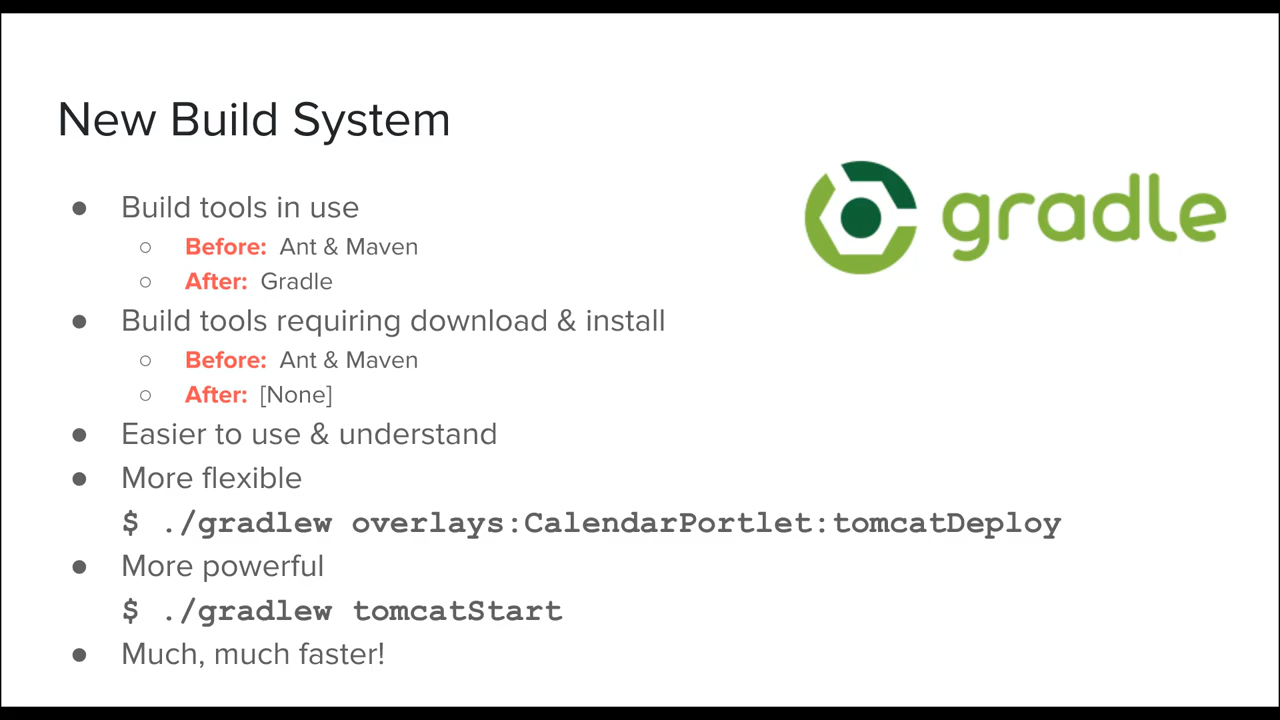 New Build System
gradle
● Build tools in use
○ Before: Ant & Maven
○ After: Gradle
● Build tools requiring download & install
○ Before: Ant & Maven
○ After: [None]
● Easier to use & understand
● More flexible
$ ./gradlew overlays:CalendarPortlet:tomcatDeploy
● More powerful
$ ./gradlew tomcatStart
● Much, much faster!